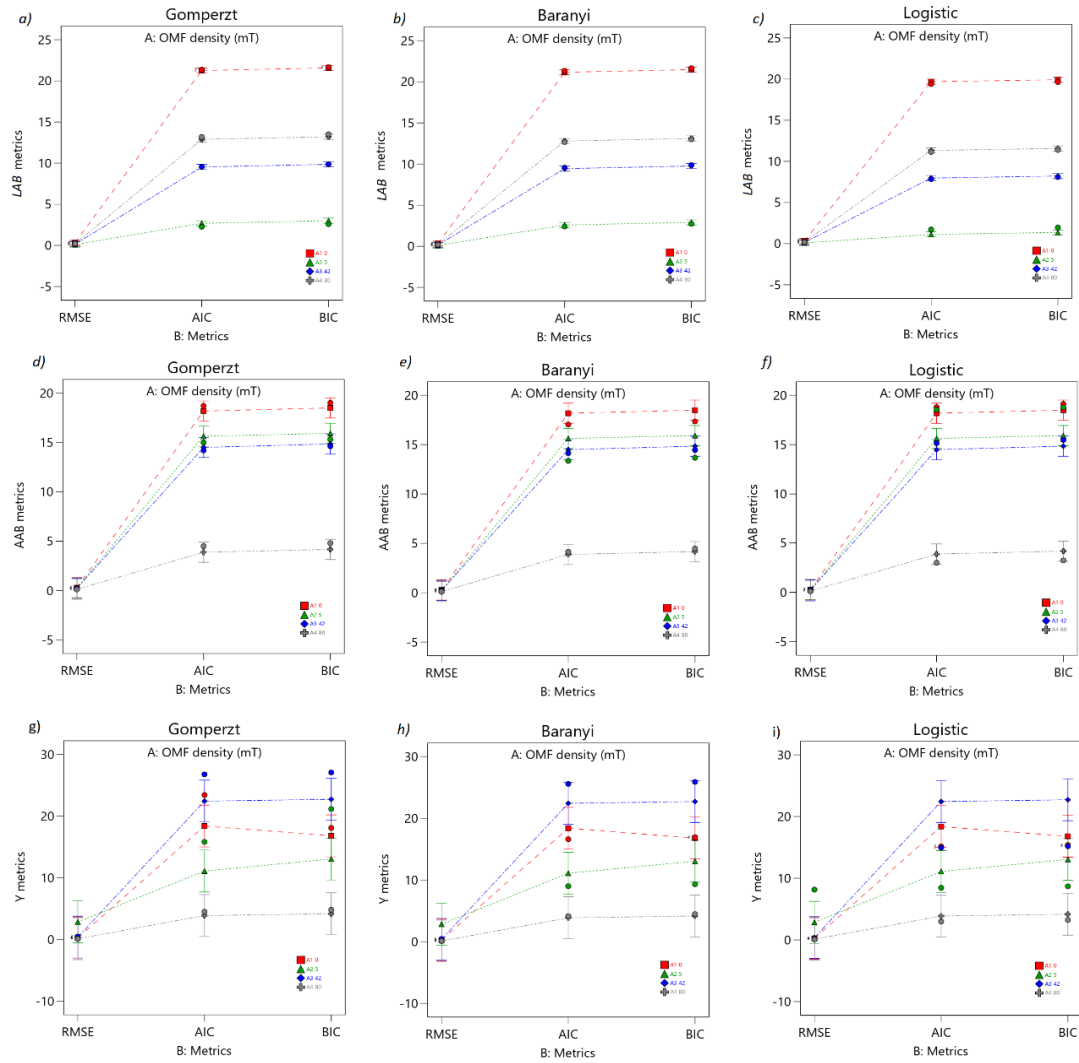 a)
Gomperzt
A: OMF density (mT)
25
20
15
10
5
0
-5
LAB metrics
RMSE AIC BIC
B: Metrics
A1 0
A2 5
A3 42
A4 80
b)
Baranyi
A: OMF density (mT)
25
20
15
10
5
0
-5
LAB metrics
RMSE AIC BIC
B: Metrics
A1 0
A2 5
A3 42
A4 80
c)
Logistic
A: OMF density (mT)
25
20
15
10
5
0
-5
LAB metrics
RMSE AIC BIC
B: Metrics
A1 0
A2 5
A3 42
A4 80
d)
Gomperzt
A: OMF density (mT)
20
15
10
5
0
-5
AAB metrics
RMSE AIC BIC
B: Metrics
A1 0
A2 5
A3 42
A4 80
e)
Baranyi
A: OMF density (mT)
20
15
10
5
0
-5
AAB metrics
RMSE AIC BIC
B: Metrics
A1 0
A2 5
A3 42
A4 80
f)
Logistic
A: OMF density (mT)
20
15
10
5
0
-5
AAB metrics
RMSE AIC BIC
B: Metrics
A1 0
A2 5
A3 42
A4 80
g)
Gomperzt
A: OMF density (mT)
30
20
10
0
-10
Y metrics
RMSE AIC BIC
B: Metrics
A1 0
A2 5
A3 42
A4 80
h)
Baranyi
A: OMF density (mT)
30
20
10
0
-10
Y metrics
RMSE AIC BIC
B: Metrics
A1 0
A2 5
A3 42
A4 80
i)
Logistic
A: OMF density (mT)
30
20
10
0
-10
Y metrics
RMSE AIC BIC
B: Metrics
A1 0
A2 5
A3 42
A4 80